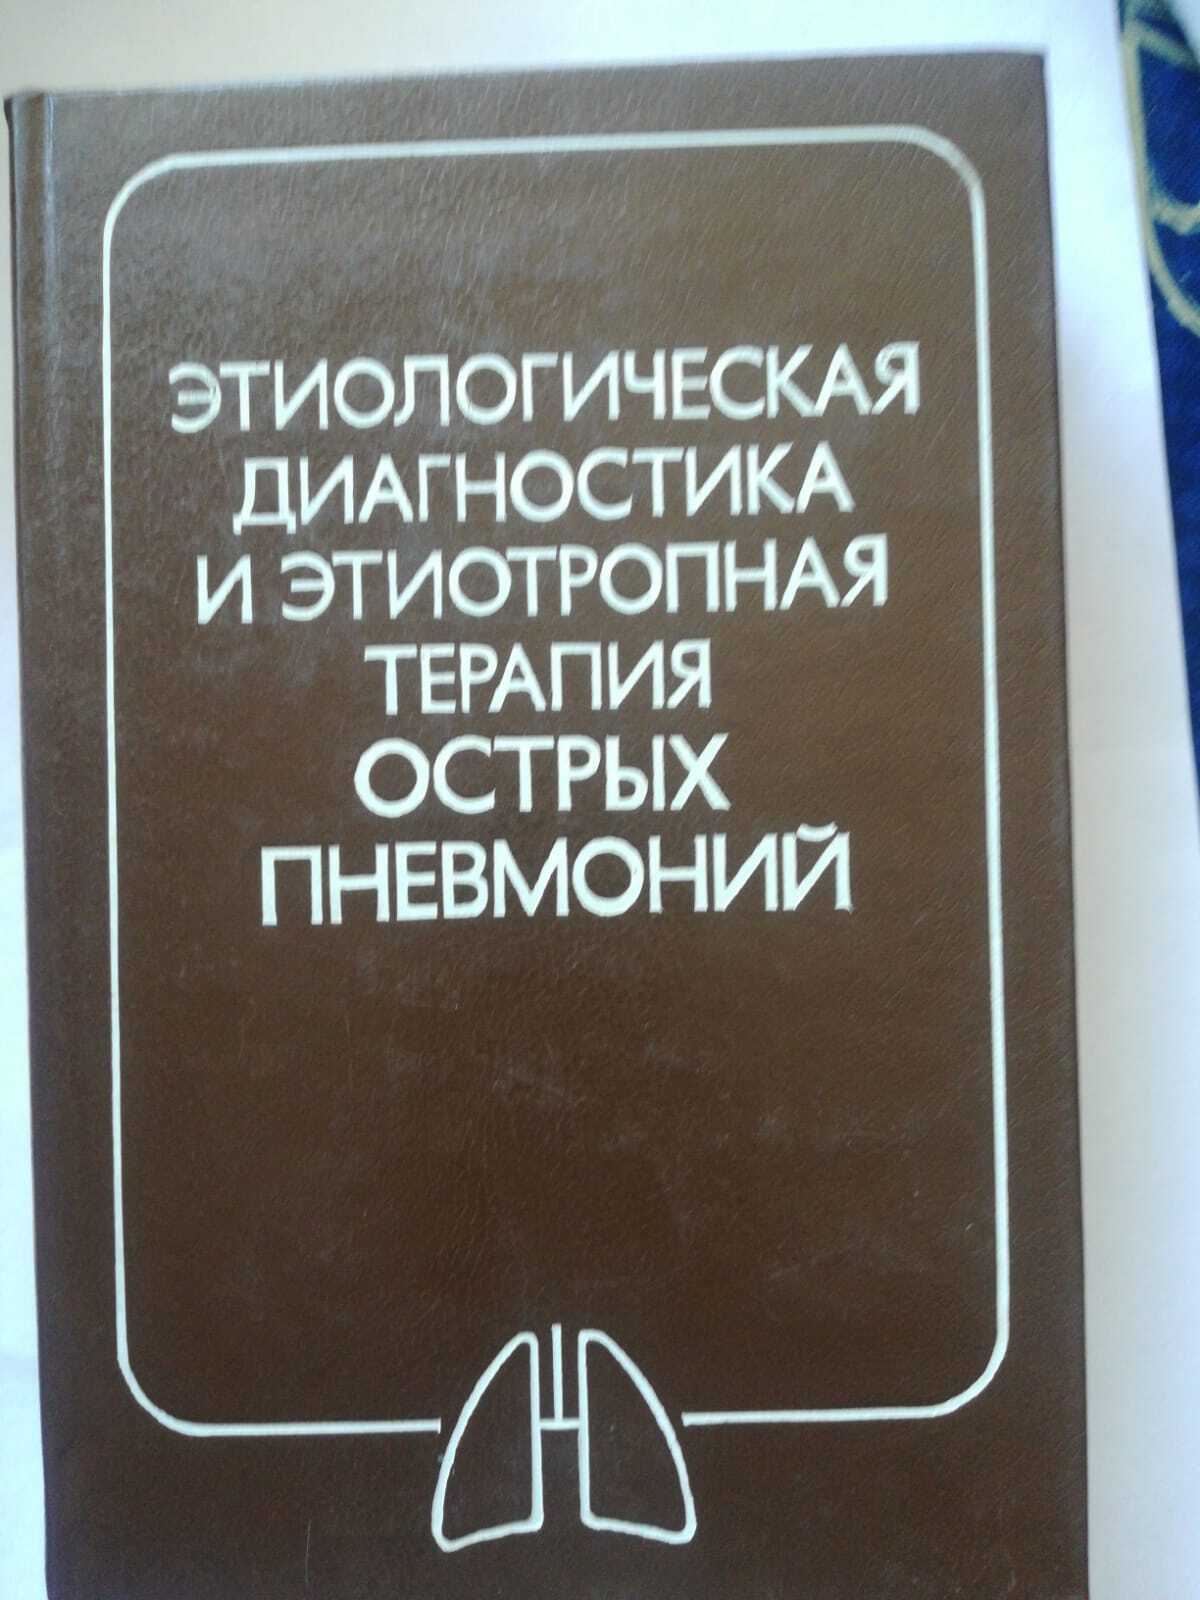 ЭТИОЛОГИЧЕСКАЯ
ДИАГНОСТИКА
И ЭТИОТРОПНАЯ
ТЕРАПИЯ
ОСТРЫХ
ПНЕВМОНИЙ